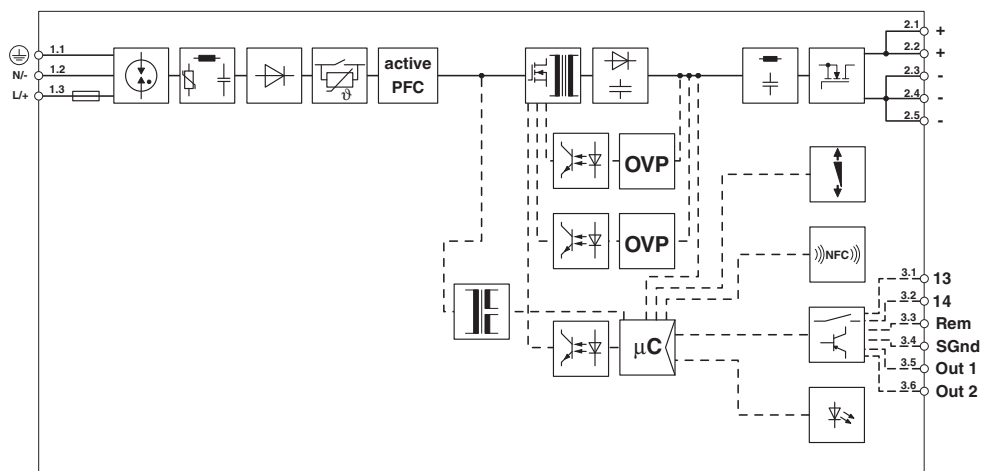 1.1
N/- 1.2
L/+ 1.3
ϑ
active
PFC
2.1 +
2.2 +
2.3 -
2.4 -
2.5 -
OVP
OVP
)))NFC)))
µC
3.1 13
3.2 14
3.3 Rem
3.4 SGnd
3.5 Out 1
3.6 Out 2